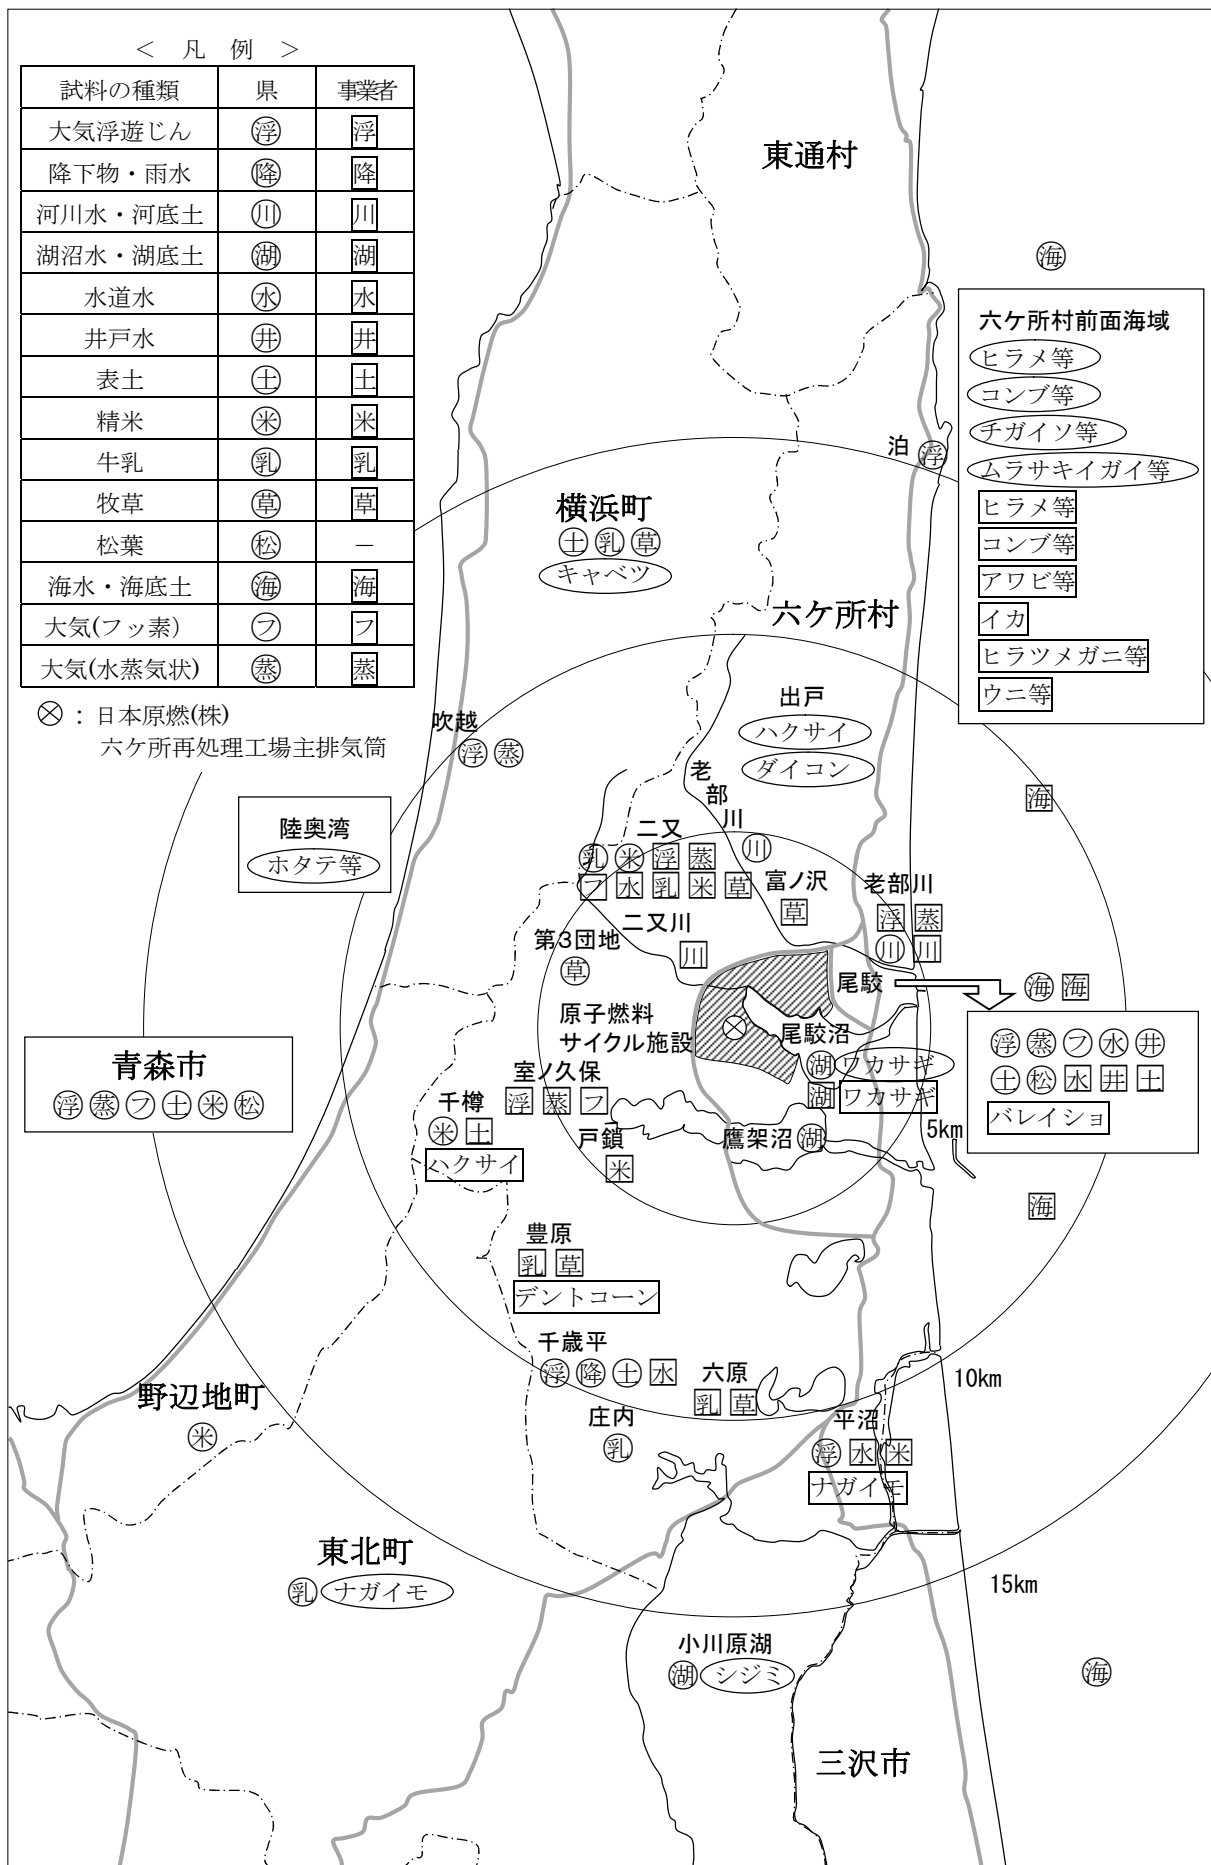 < 凡 例 >
試料の種類 県 事業者
大気浮遊じん 浮 浮
降下物・雨水 降 降
河川水・河底土 川 川
湖沼水・湖底土 湖 湖
水道水 水 水
井戸水 井 井
表土 土 土
精米 米 米
牛乳 乳 乳
牧草 草 草
松葉 松 －
海水・海底土 海 海
大気(フッ素) フ フ
大気(水蒸気状) 蒸 蒸
⊗ : 日本原燃(株)
六ケ所再処理工場主排気筒
東通村
海
六ケ所村前面海域
ヒラメ等
コンブ等
チガイソ等
ムラサキイガイ等
ヒラメ等
コンブ等
アワビ等
イカ
ヒラツメガニ等
ウニ等
泊 浮
横浜町
土 乳 草
キャベツ
六ケ所村
吹越
浮 蒸
出戸
ハクサイ
ダイコン
老部川
川
海
陸奥湾
ホタテ等
二又
乳 米 浮 蒸
フ 水 乳 米 草
富ノ沢
草
老部川
浮 蒸
川 川
二又川
川
第3団地
草
尾駮
海 海
浮 蒸 フ 水 井
土 松 水 井 土
バレイショ
原子燃料
サイクル施設
尾駮沼
湖 ワカサギ
湖 ワカサギ
青森市
浮 蒸 フ 土 米 松
室ノ久保
浮 蒸 フ
千樽
米 土
ハクサイ
戸鎖
米
鷹架沼 湖
5km
海
豊原
乳 草
デントコーン
千歳平
浮 降 土 水
六原
乳 草
10km
野辺地町
米
庄内
乳
平沼
浮 水 米
ナガイモ
東北町
乳 ナガイモ
15km
小川原湖
湖 シジミ
海
三沢市